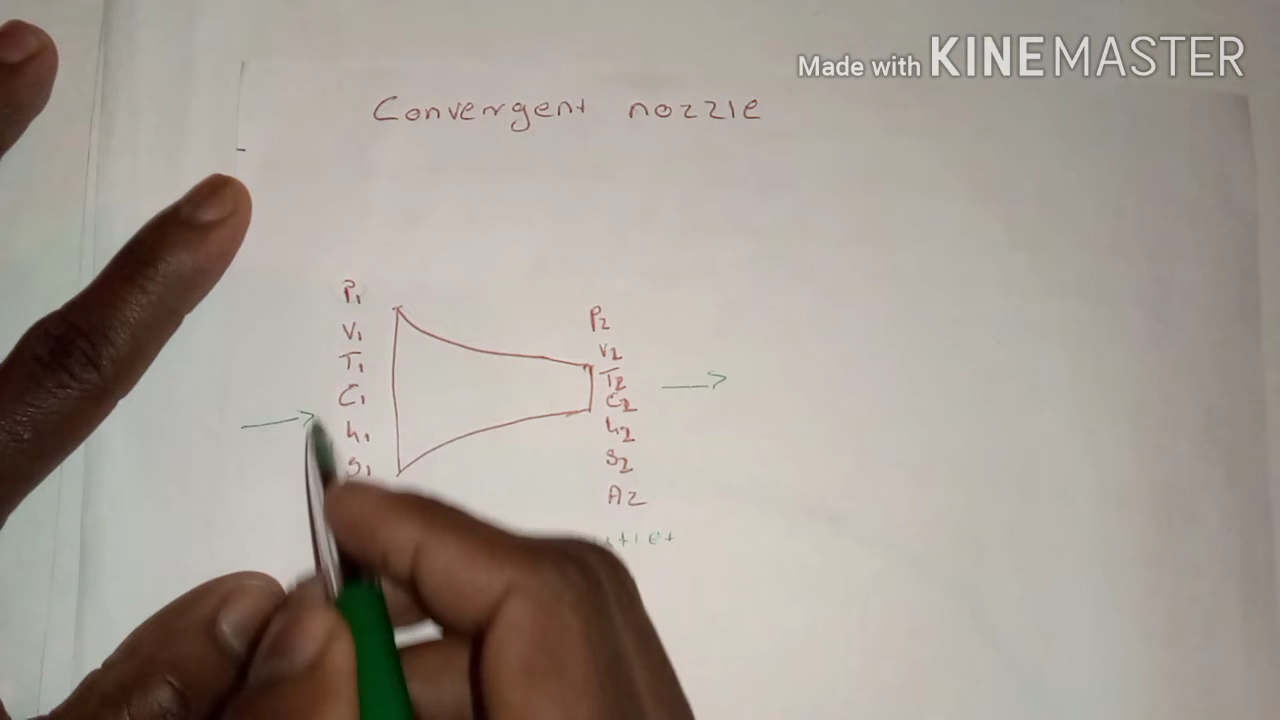 Made with KINEMASTER
Convergent nozzle
P1
V1
T1
C1
h1
S1
P2
V2
T2
C2
h2
S2
A2